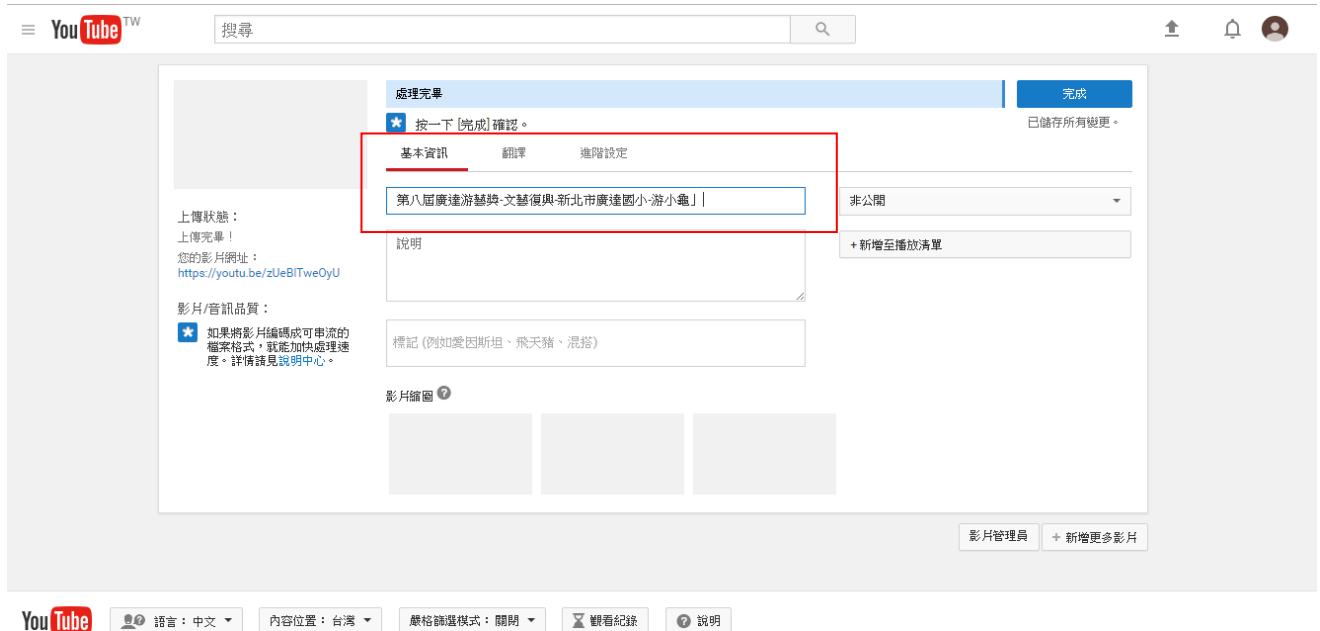 YouTube TW
搜尋
處理完畢
完成
按一下 [完成] 確認。
已儲存所有變更。
基本資訊 翻譯 進階設定
第八屆廣達游藝獎-文藝復興-新北市廣達國小-游小龜」
非公開
上傳狀態：
上傳完畢！
您的影片網址：
https://youtu.be/zUeBITweOyU
說明
+ 新增至播放清單
影片/音訊品質：
如果將影片編碼成可串流的
檔案格式，就能加快處理速
度。詳情請見說明中心。
標記 (例如愛因斯坦、飛天豬、混搭)
影片縮圖
影片管理員
+ 新增更多影片
YouTube
語言：中文
內容位置：台灣
嚴格篩選模式：關閉
觀看紀錄
說明